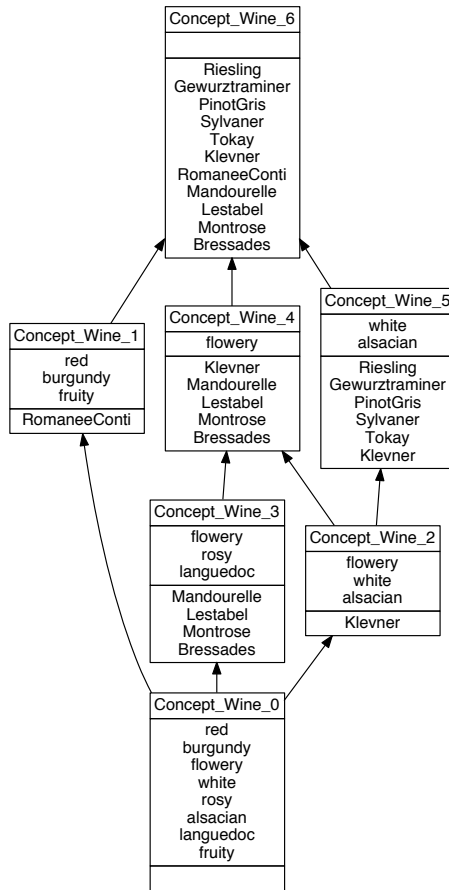 Concept_Wine_6
Riesling
Gewurztraminer
PinotGris
Sylvaner
Tokay
Klevner
RomaneeConti
Mandourelle
Lestabel
Montrose
Bressades
Concept_Wine_1
red
burgundy
fruity
RomaneeConti
Concept_Wine_4
flowery
Klevner
Mandourelle
Lestabel
Montrose
Bressades
Concept_Wine_5
white
alsacian
Riesling
Gewurztraminer
PinotGris
Sylvaner
Tokay
Klevner
Concept_Wine_3
flowery
rosy
languedoc
Mandourelle
Lestabel
Montrose
Bressades
Concept_Wine_2
flowery
white
alsacian
Klevner
Concept_Wine_0
red
burgundy
flowery
white
rosy
alsacian
languedoc
fruity